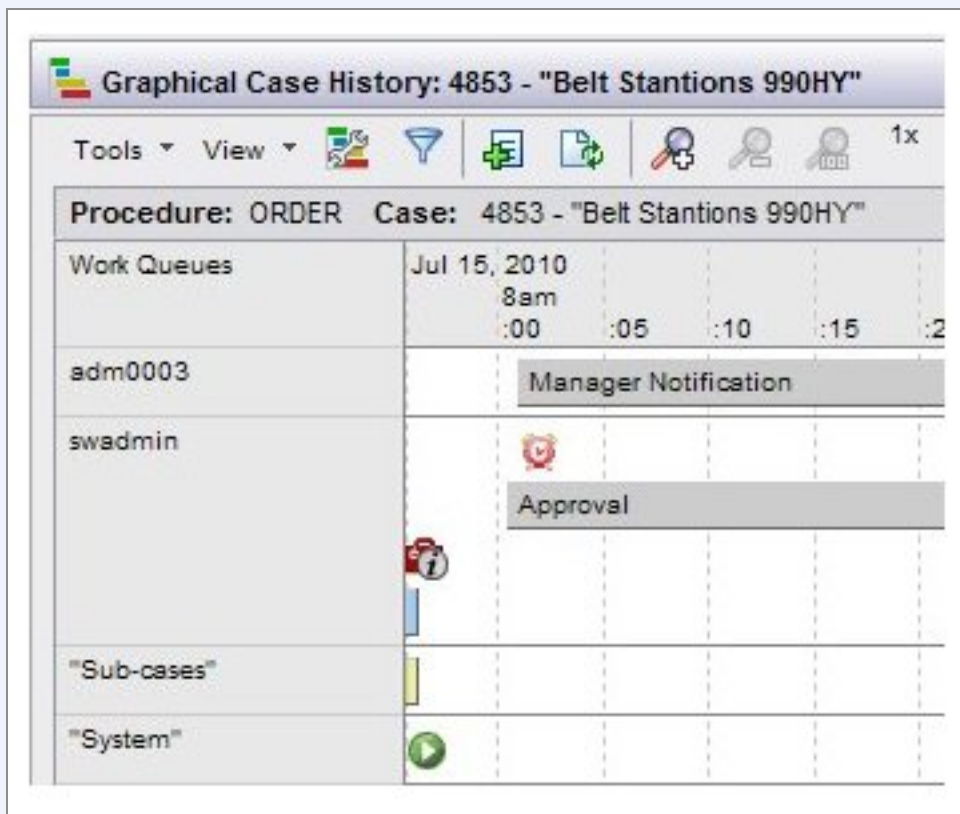 Graphical Case History: 4853 - "Belt Stantions 990HY"
Tools View 1x
Procedure: ORDER Case: 4853 - "Belt Stantions 990HY"
Work Queues
Jul 15, 2010
8am
:00 :05 :10 :15 :2
adm0003
Manager Notification
swadmin
Approval
"Sub-cases"
"System"